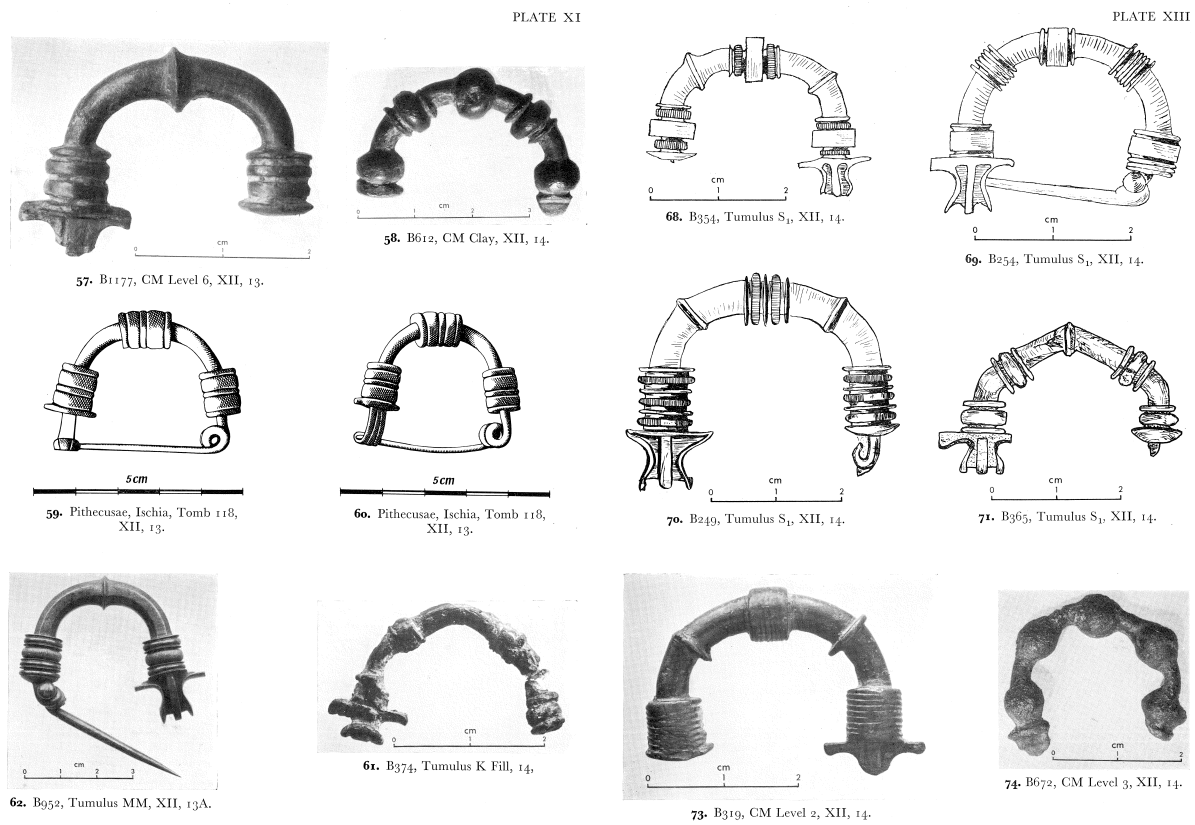 PLATE XI
cm
0 1 2
57. B1177, CM Level 6, XII, 13.
cm
0 1 2 3
58. B612, CM Clay, XII, 14.
5cm
59. Pithecusae, Ischia, Tomb 118,
XII, 13.
5cm
60. Pithecusae, Ischia, Tomb 118,
XII, 13.
cm
0 1 2 3
62. B952, Tumulus MM, XII, 13A.
cm
0 1 2
61. B374, Tumulus K Fill, 14,
PLATE XIII
cm
0 1 2
68. B354, Tumulus S1, XII, 14.
cm
0 1 2
69. B254, Tumulus S1, XII, 14.
cm
0 1 2
70. B249, Tumulus S1, XII, 14.
cm
0 1 2
71. B365, Tumulus S1, XII, 14.
cm
0 1 2
73. B319, CM Level 2, XII, 14.
cm
0 1 2
74. B672, CM Level 3, XII, 14.